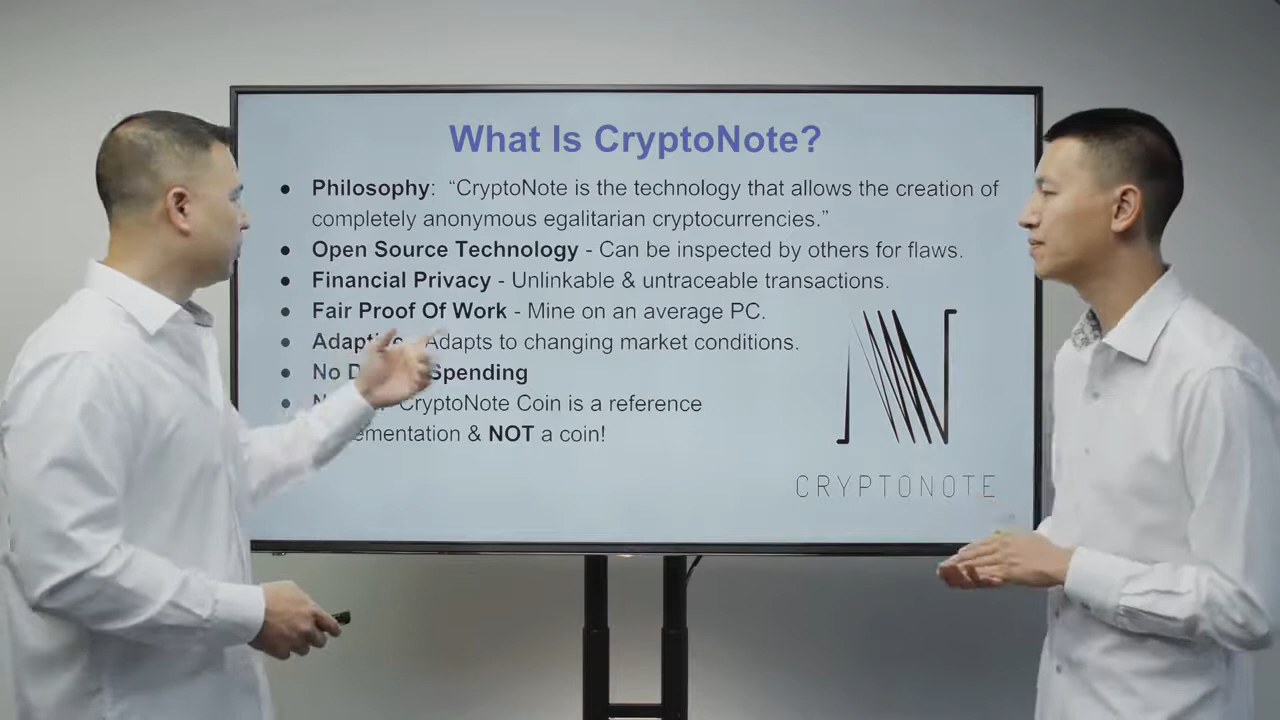 What Is CryptoNote?
● Philosophy: “CryptoNote is the technology that allows the creation of
completely anonymous egalitarian cryptocurrencies.”
● Open Source Technology - Can be inspected by others for flaws.
● Financial Privacy - Unlinkable & untraceable transactions.
● Fair Proof Of Work - Mine on an average PC.
● Adapts to changing market conditions.
● No Spending
● CryptoNote Coin is a reference
& NOT a coin!
CRYPTONOTE